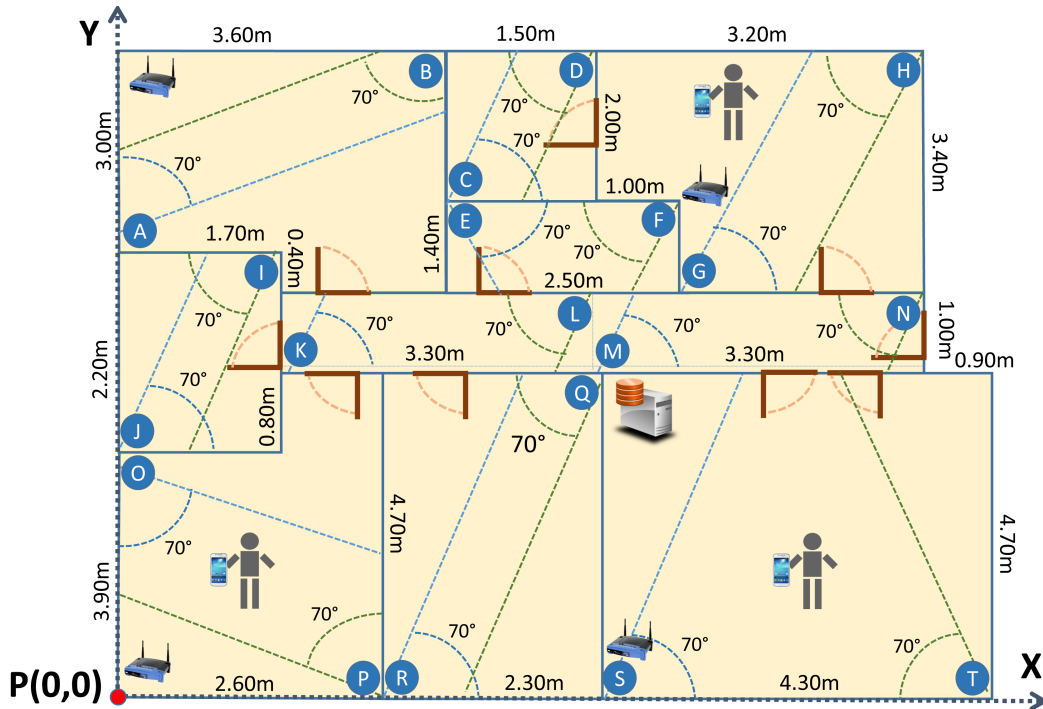 Y
3.60m
1.50m
3.20m
B
D
H
70°
70°
70°
70°
2.00m
3.00m
3.40m
70°
C
1.00m
A
E
F
70°
70°
70°
1.70m
0.40m
1.40m
I
G
2.50m
70°
K
70°
L
70°
M
70°
70°
N
1.00m
3.30m
3.30m
0.90m
2.20m
70°
0.80m
J
Q
70°
O
4.70m
4.70m
70°
3.90m
70°
70°
70°
70°
P
R
S
T
X
P(0,0)
2.60m
2.30m
4.30m